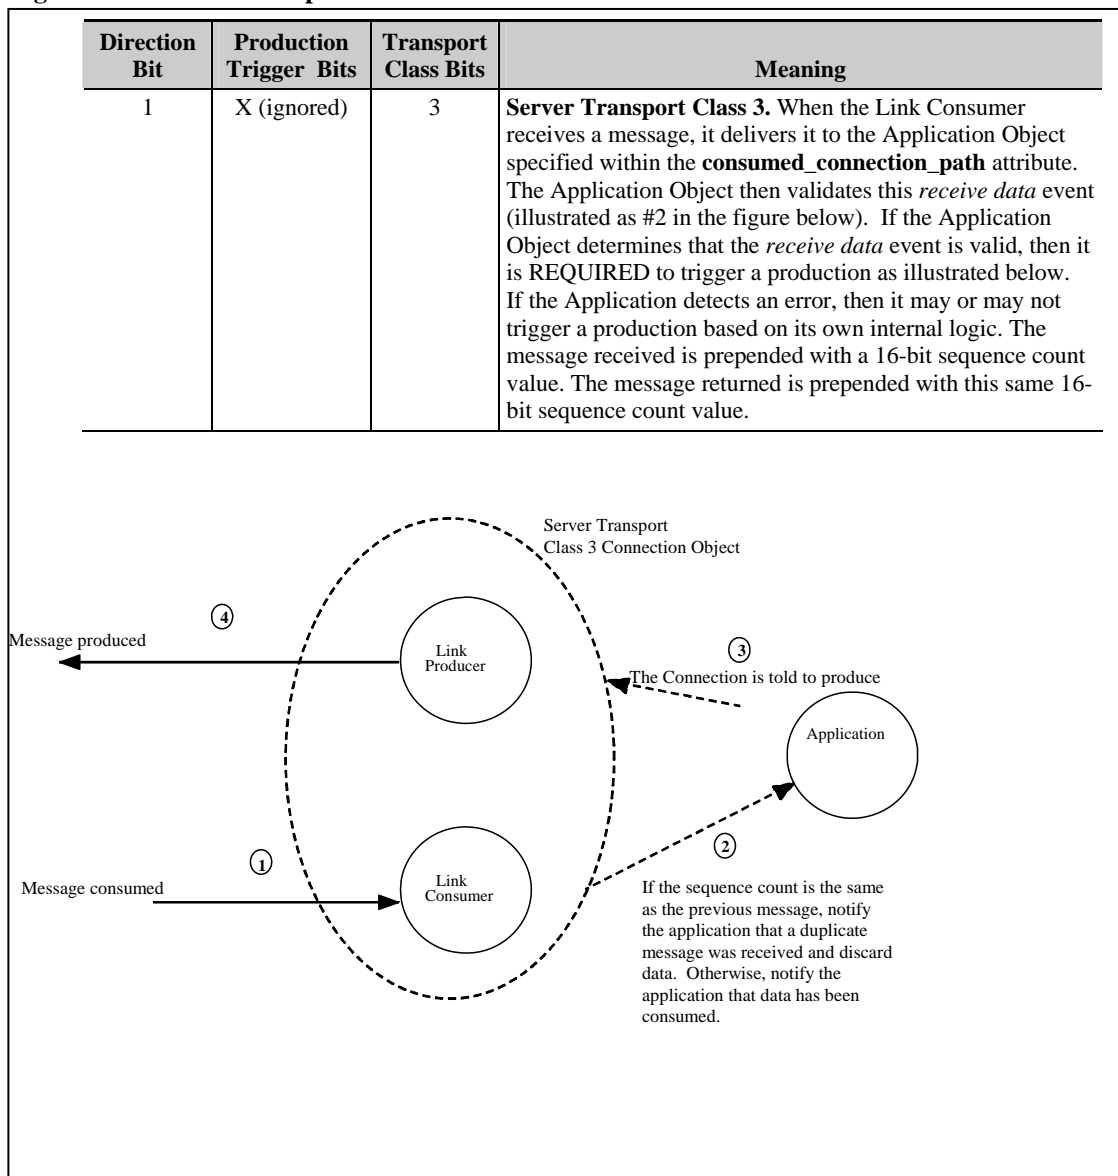 Direction Bit | Production Trigger Bits | Transport Class Bits | Meaning
1 | X (ignored) | 3 | Server Transport Class 3. When the Link Consumer
receives a message, it delivers it to the Application Object
specified within the consumed_connection_path attribute.
The Application Object then validates this receive data event
(illustrated as #2 in the figure below). If the Application
Object determines that the receive data event is valid, then it
is REQUIRED to trigger a production as illustrated below.
If the Application detects an error, then it may or may not
trigger a production based on its own internal logic. The
message received is prepended with a 16-bit sequence count
value. The message returned is prepended with this same 16-
bit sequence count value.
Server Transport
Class 3 Connection Object
4
Message produced
Link
Producer
3
The Connection is told to produce
Application
2
1
Message consumed
Link
Consumer
If the sequence count is the same
as the previous message, notify
the application that a duplicate
message was received and discard
data. Otherwise, notify the
application that data has been
consumed.